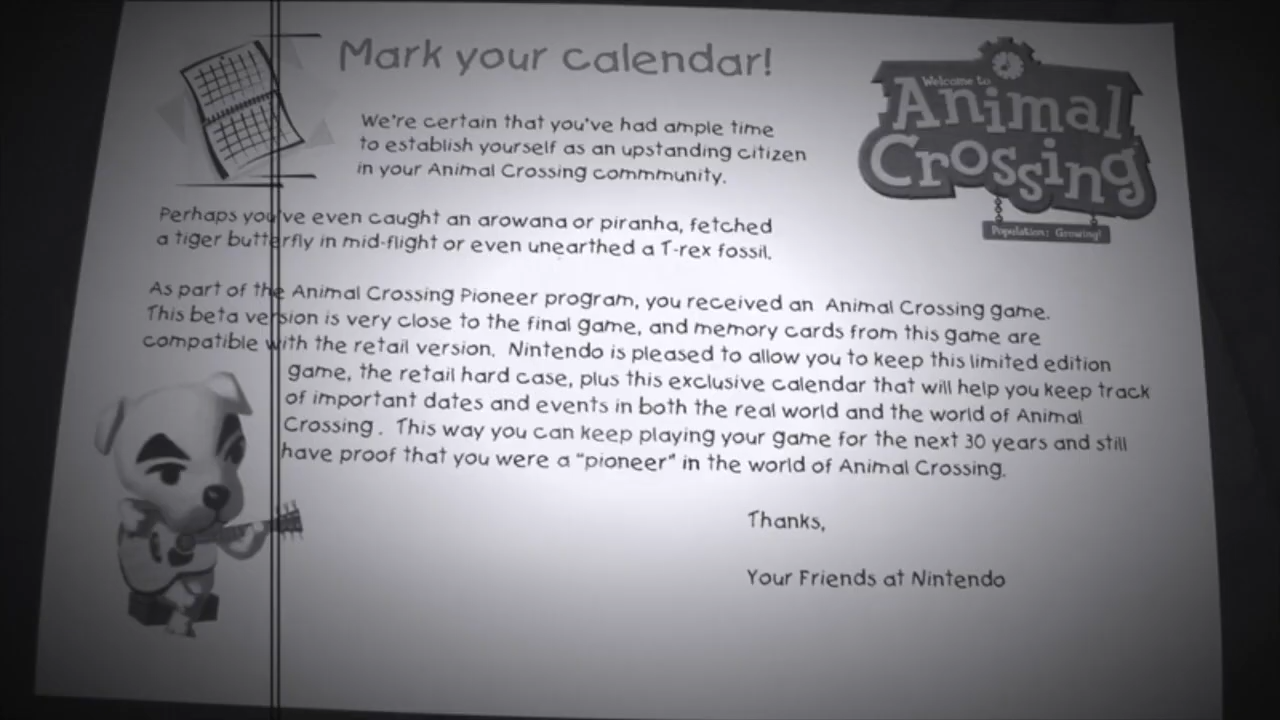 Mark your calendar!
Welcome to
Animal
Crossing
Population: Growing!
We're certain that you've had ample time
to establish yourself as an upstanding citizen
in your Animal Crossing commmunity.
Perhaps you've even caught an arowana or piranha, fetched
a tiger butterfly in mid-flight or even unearthed a T-rex fossil.
As part of the Animal Crossing Pioneer program, you received an Animal Crossing game.
This beta version is very close to the final game, and memory cards from this game are
compatible with the retail version. Nintendo is pleased to allow you to keep this limited edition
game, the retail hard case, plus this exclusive calendar that will help you keep track
of important dates and events in both the real world and the world of Animal
Crossing. This way you can keep playing your game for the next 30 years and still
have proof that you were a "pioneer" in the world of Animal Crossing.
Thanks,
Your Friends at Nintendo